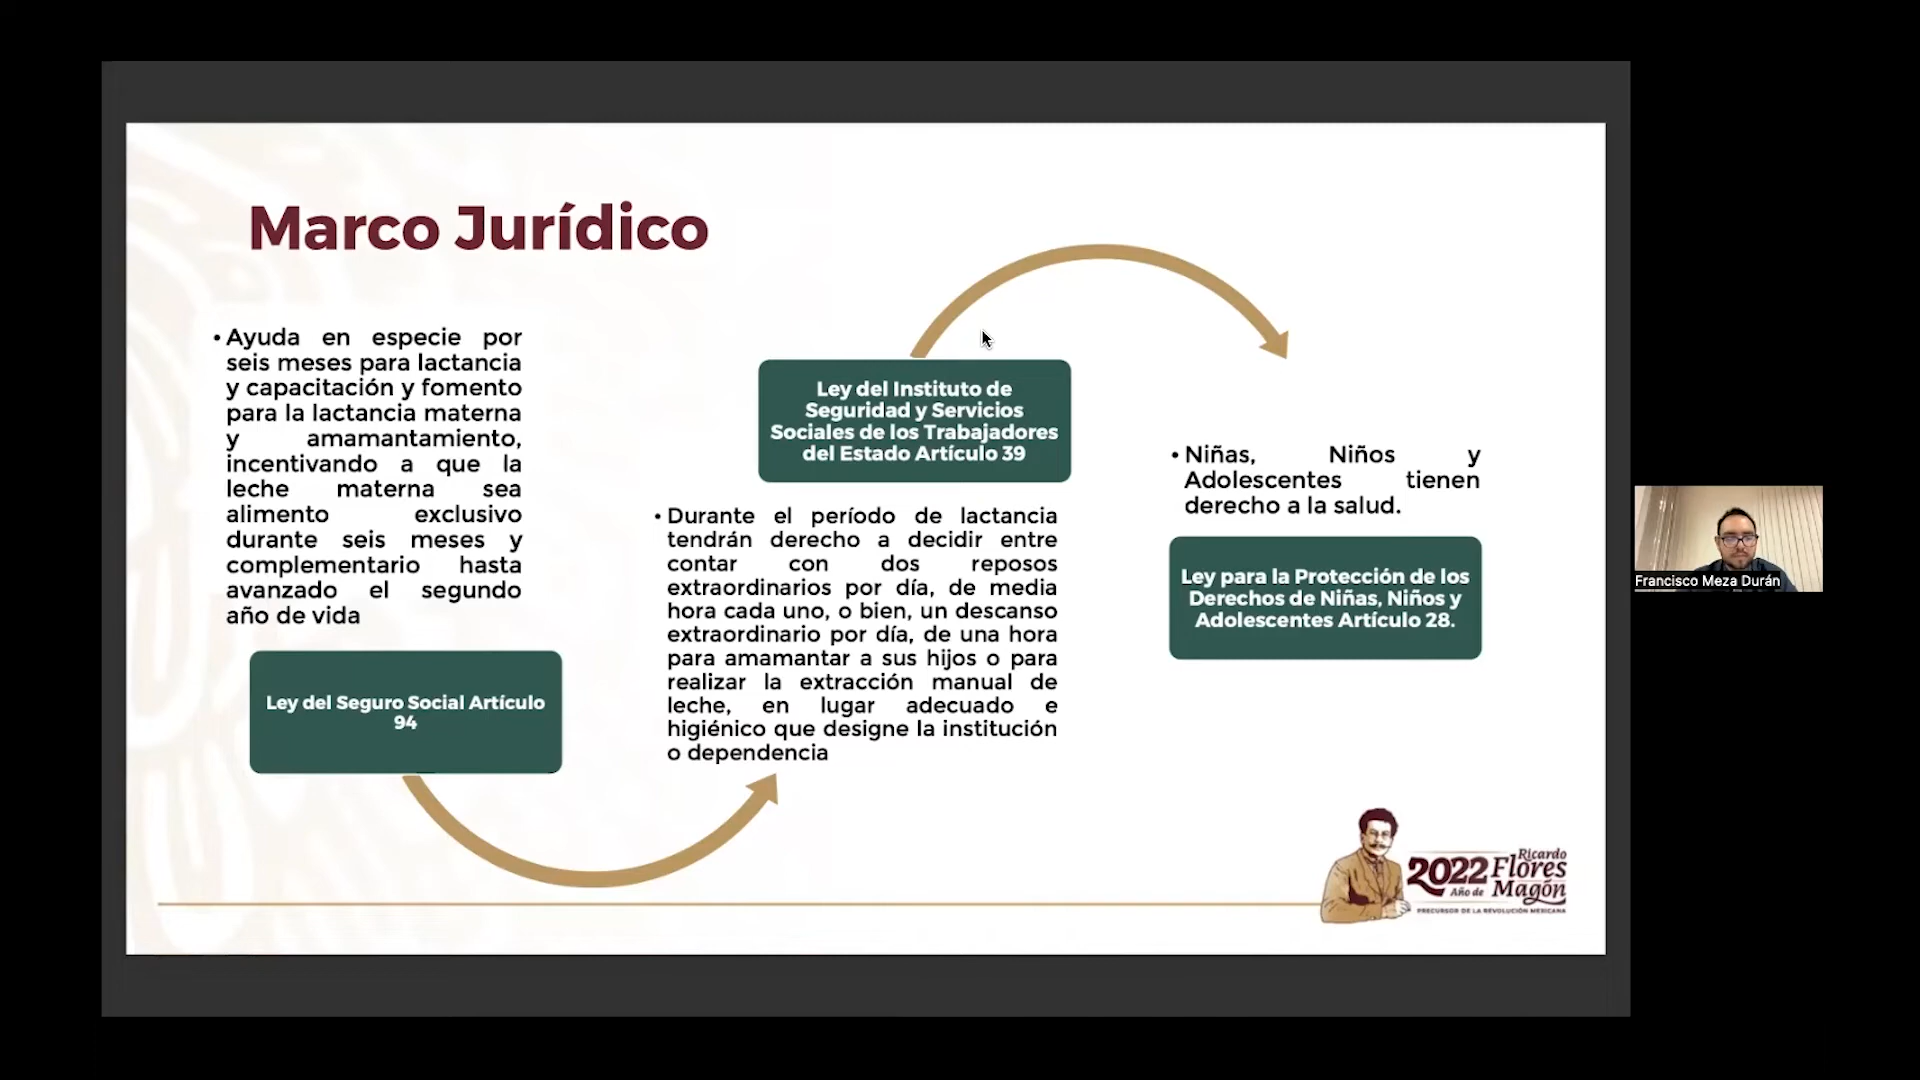 Marco Jurídico
• Ayuda en especie por
seis meses para lactancia
y capacitación y fomento
para la lactancia materna
y amamantamiento,
incentivando a que la
leche materna sea
alimento exclusivo
durante seis meses y
complementario hasta
avanzado el segundo
año de vida
Ley del Seguro Social Artículo
94
Ley del Instituto de
Seguridad y Servicios
Sociales de los Trabajadores
del Estado Artículo 39
• Durante el período de lactancia
tendrán derecho a decidir entre
contar con dos reposos
extraordinarios por día, de media
hora cada uno, o bien, un descanso
extraordinario por día, de una hora
para amamantar a sus hijos o para
realizar la extracción manual de
leche, en lugar adecuado e
higiénico que designe la institución
o dependencia
• Niñas, Niños y
Adolescentes tienen
derecho a la salud.
Ley para la Protección de los
Derechos de Niñas, Niños y
Adolescentes Artículo 28.
Francisco Meza Durán
2022 Ricardo
Flores
Año de Magón
PRECURSOR DE LA REVOLUCIÓN MEXICANA